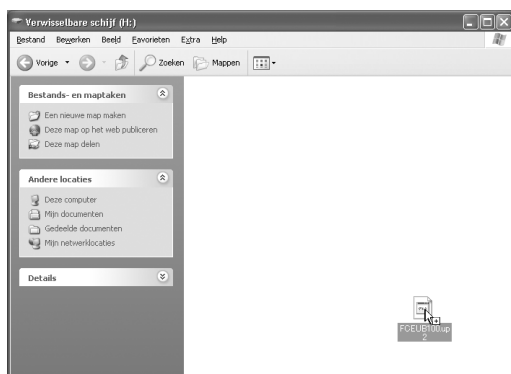 Verwisselbare schijf (H:)
Bestand Bewerken Beeld Favorieten Extra Help
Vorige Zoeken Mappen
Bestands- en maptaken
Een nieuwe map maken
Deze map op het web publiceren
Deze map delen
Andere locaties
Deze computer
Mijn documenten
Gedeelde documenten
Mijn netwerklocaties
Details
FCEUB100.up
2